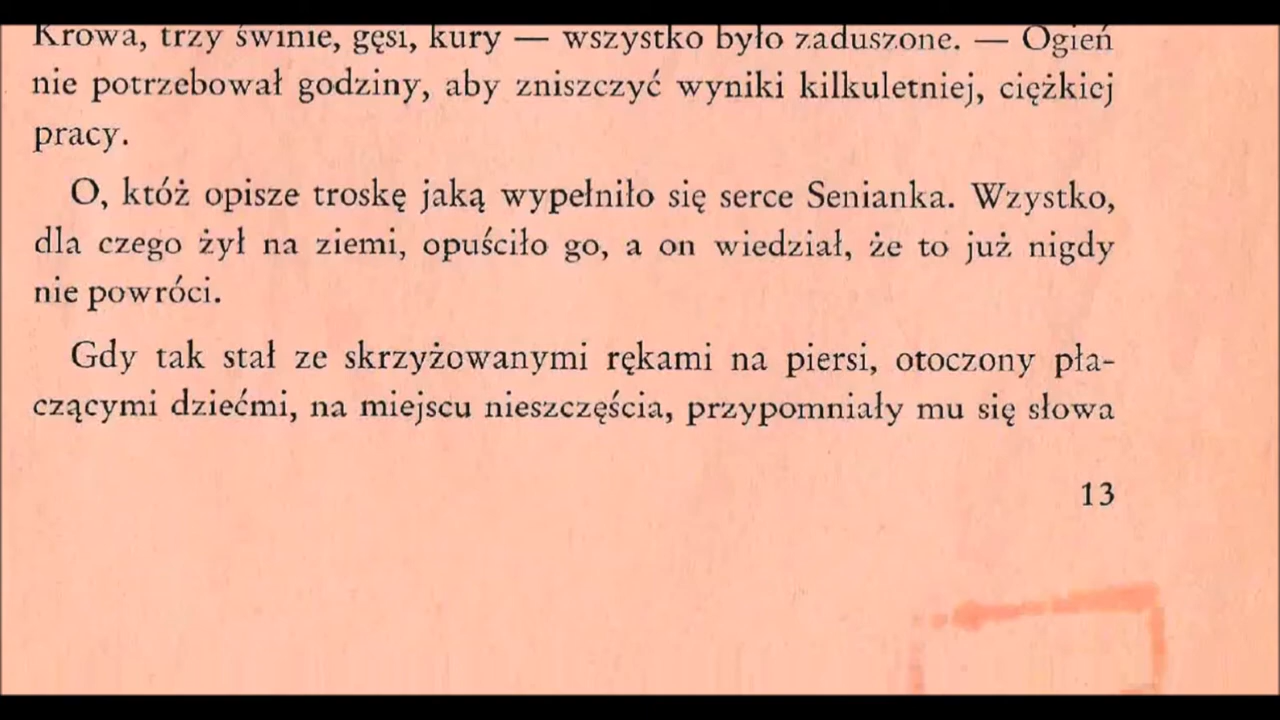 Krowa, trzy świnie, gęsi, kury — wszystko było zaduszone. — Ogień
nie potrzebował godziny, aby zniszczyć wyniki kilkuletniej, ciężkiej
pracy.
O, któż opisze troskę jaką wypełniło się serce Senianka. Wzystko,
dla czego żył na ziemi, opuściło go, a on wiedział, że to już nigdy
nie powróci.
Gdy tak stał ze skrzyżowanymi rękami na piersi, otoczony pła-
czącymi dziećmi, na miejscu nieszczęścia, przypomniały mu się słowa
13